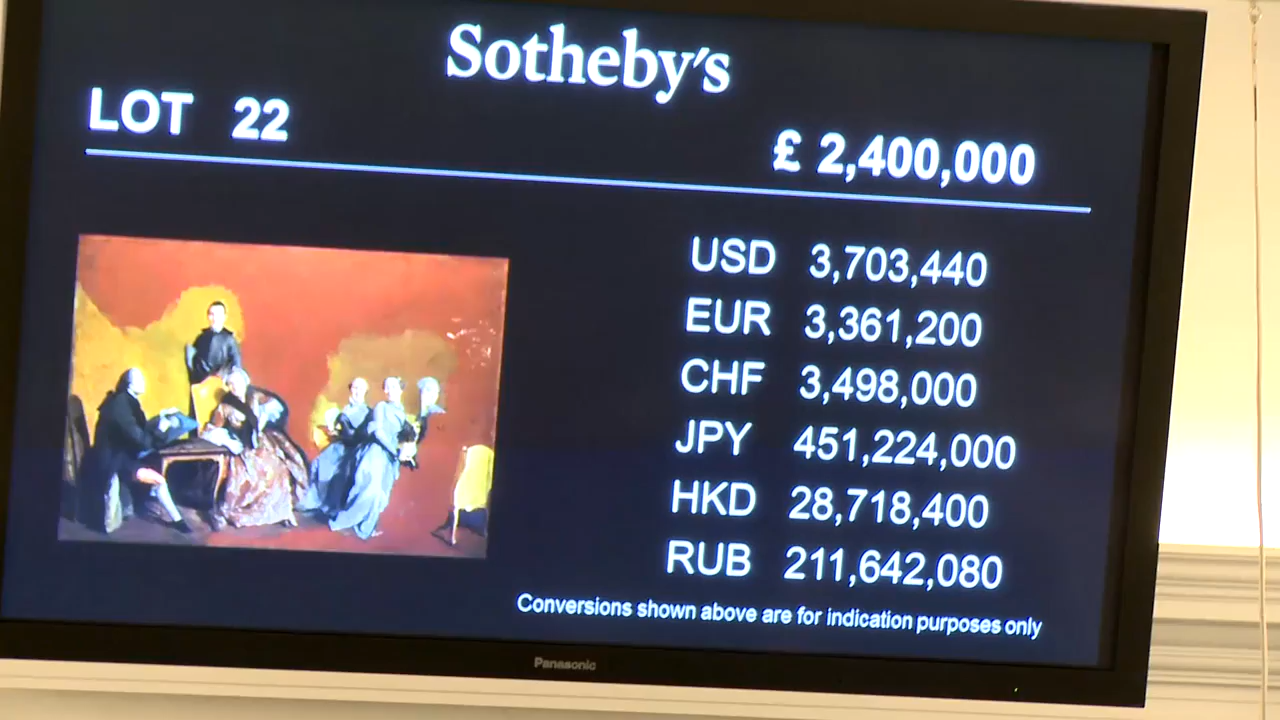 Sotheby's
LOT 22
£ 2,400,000
USD 3,703,440
EUR 3,361,200
CHF 3,498,000
JPY 451,224,000
HKD 28,718,400
RUB 211,642,080
Conversions shown above are for indication purposes only
Panasonic